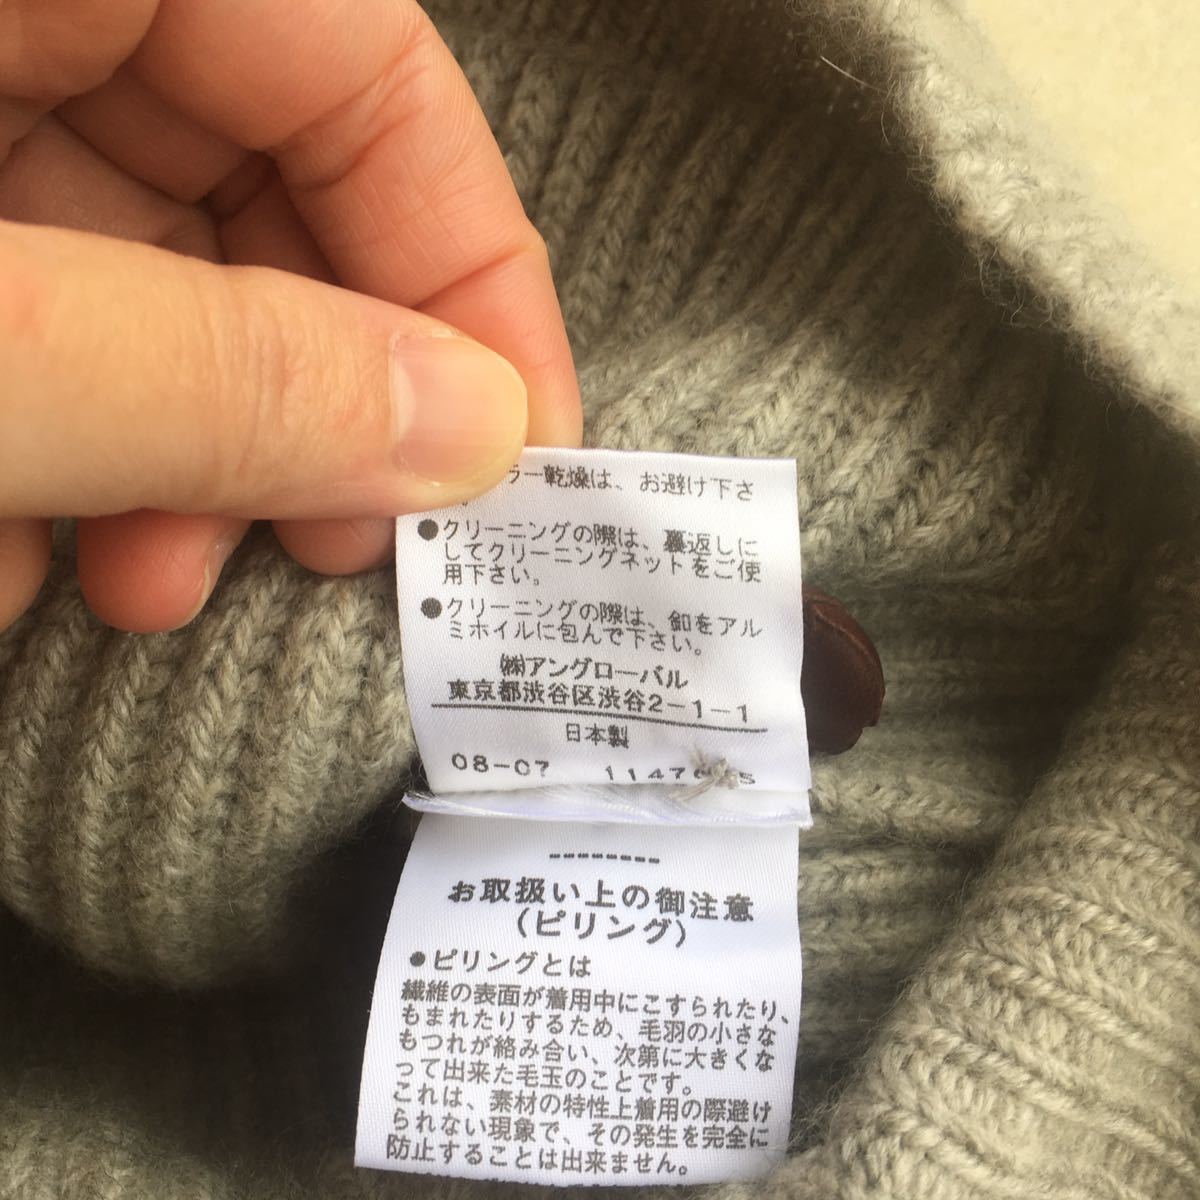 ラー乾燥は、お避け下さ
い。
●クリーニングの際は、裏返しに
してクリーニングネットをご使
用下さい。
●クリーニングの際は、釦をアル
ミホイルに包んで下さい。
㈱アングローバル
東京都渋谷区渋谷2-1-1
日本製
08-07 1147
お取扱い上の御注意
(ピリング)
●ピリングとは
繊維の表面が着用中にこすられたり、
もまれたりするため、毛羽の小さな
もつれが絡み合い、次第に大きくな
って出来た毛玉のことです。
これは、素材の特性上着用の際避け
られない現象で、その発生を完全に
防止することは出来ません。